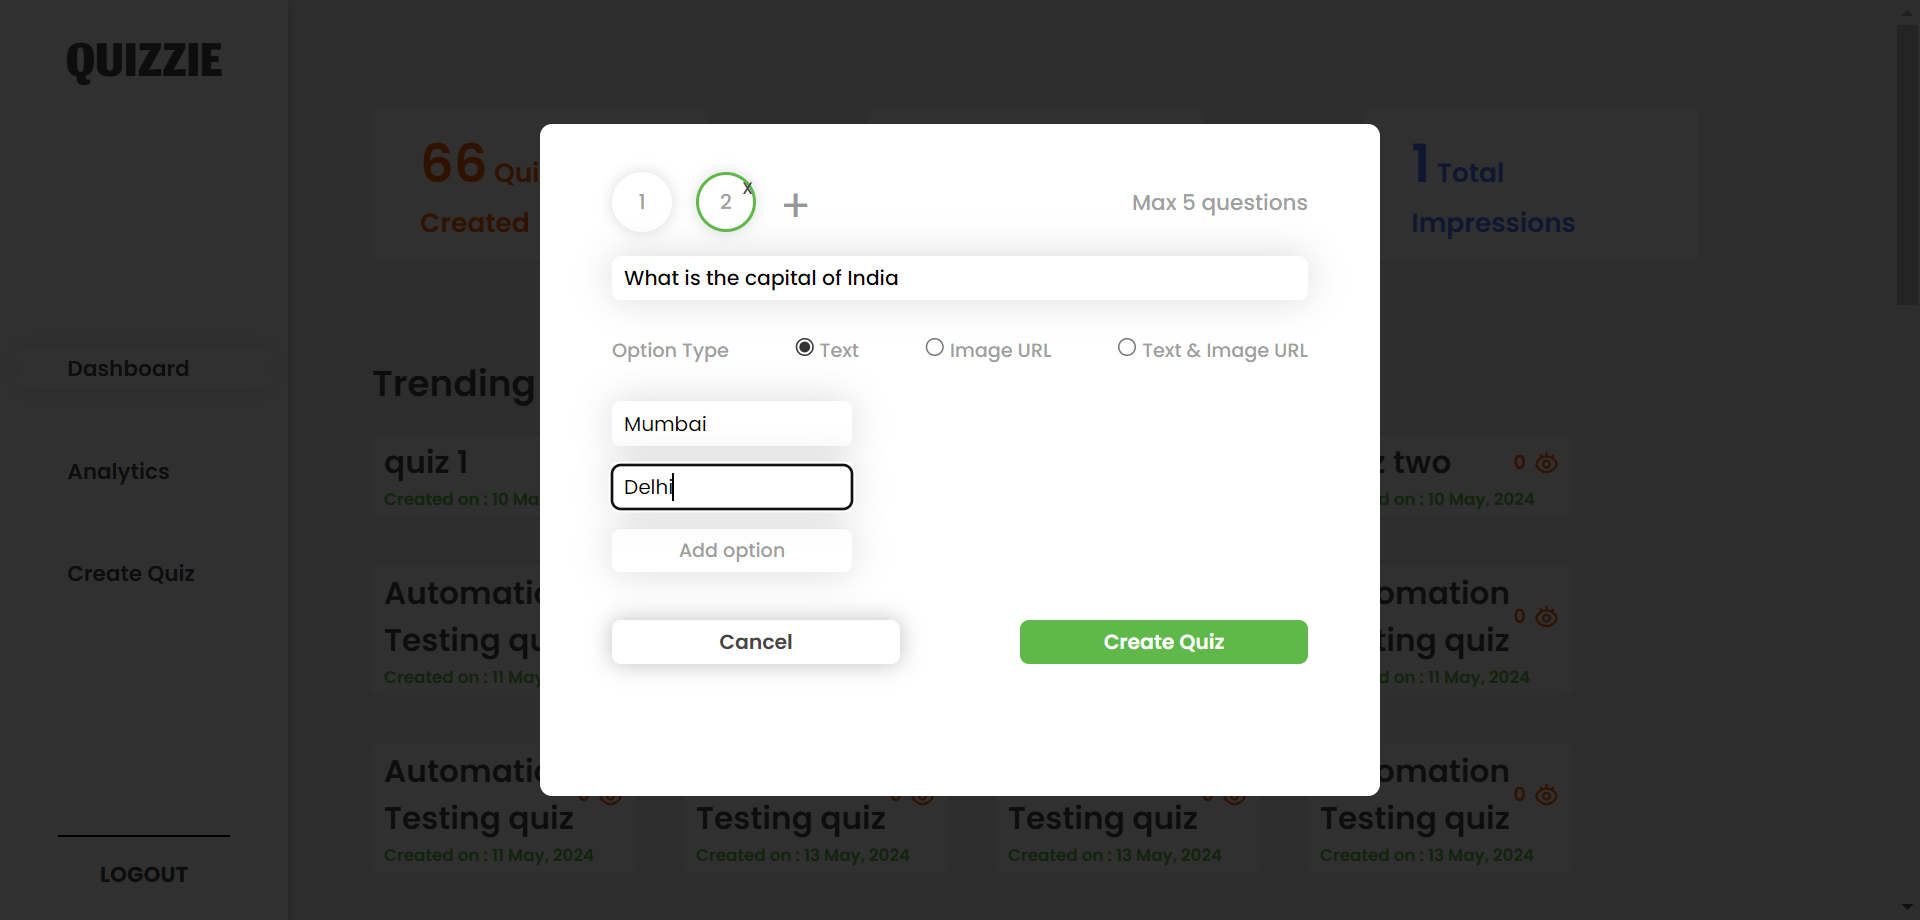 QUIZZIE
Dashboard
Analytics
Create Quiz
LOGOUT
66 Qui
Created
1 Total
Impressions
1
2
x
+
Max 5 questions
What is the capital of India
Option Type
Text
Image URL
Text & Image URL
Mumbai
Delhi
Add option
Cancel
Create Quiz
Trending
quiz 1
Created on : 10 Ma
two
0
d on : 10 May, 2024
Automatio
Testing qu
Created on : 11 May
omation
ting quiz
0
d on : 11 May, 2024
Automatio
Testing quiz
Created on : 11 May, 2024
Testing quiz
Created on : 13 May, 2024
Testing quiz
Created on : 13 May, 2024
omation
Testing quiz
0
Created on : 13 May, 2024